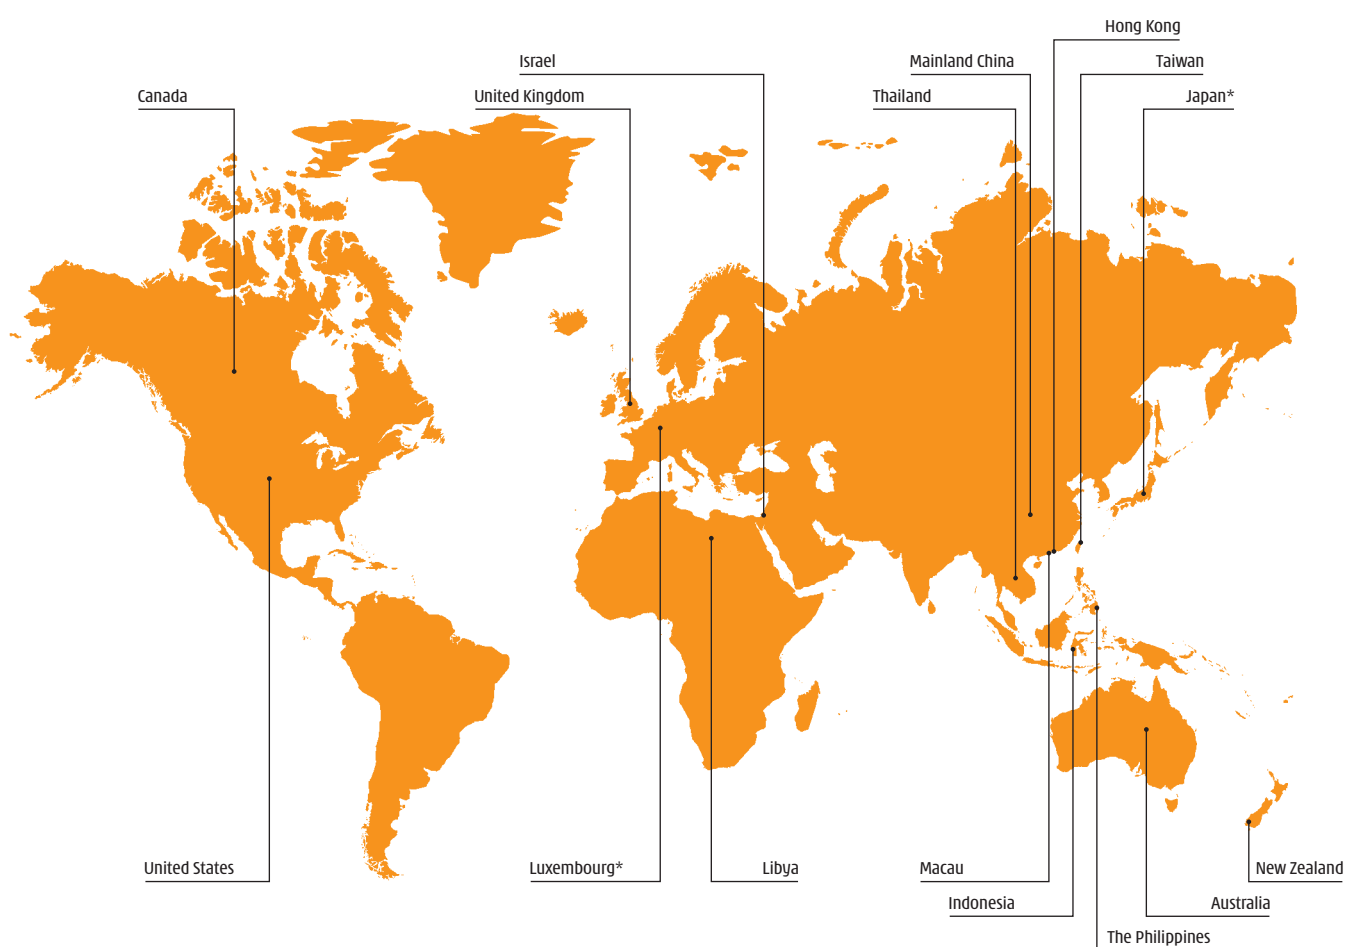 Hong Kong
Israel
Mainland China
Taiwan
Canada
United Kingdom
Thailand
Japan*
United States
Luxembourg*
Libya
Macau
New Zealand
Indonesia
Australia
The Philippines